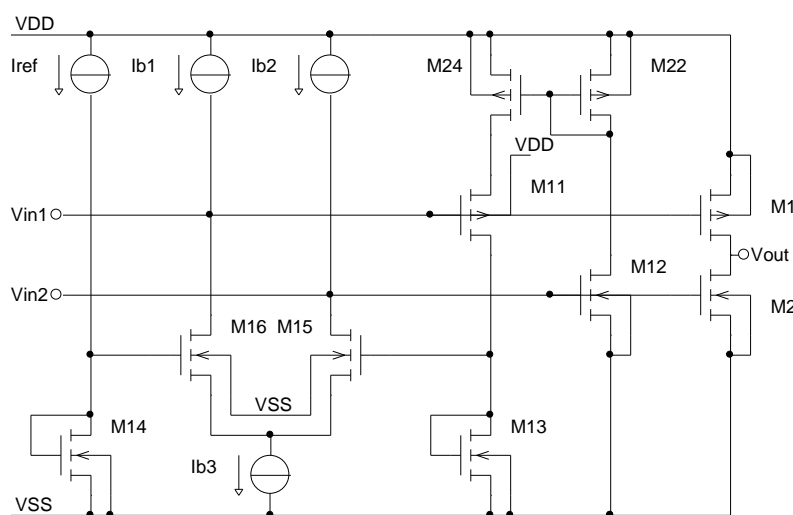 VDD
Iref
Ib1
Ib2
M24
M22
VDD
M11
Vin1
M1
Vout
Vin2
M12
M2
M16
M15
VSS
M14
M13
Ib3
VSS